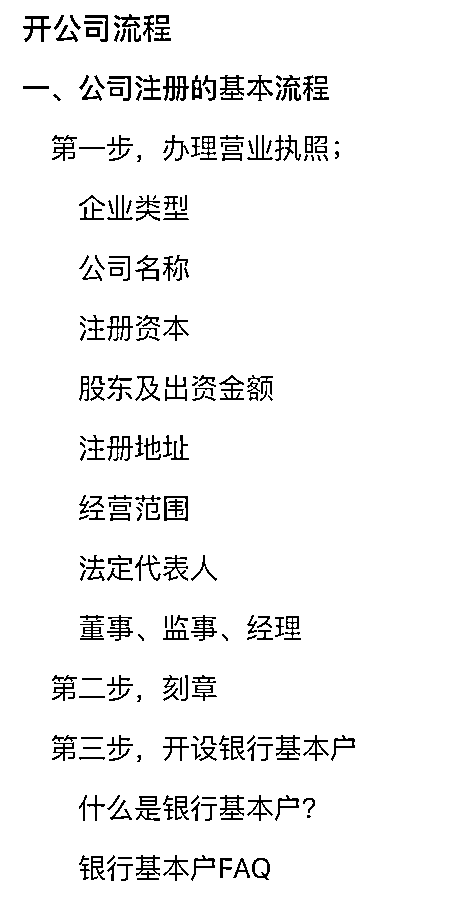 开公司流程
一、公司注册的基本流程
第一步，办理营业执照；
企业类型
公司名称
注册资本
股东及出资金额
注册地址
经营范围
法定代表人
董事、监事、经理
第二步，刻章
第三步，开设银行基本户
什么是银行基本户？
银行基本户FAQ